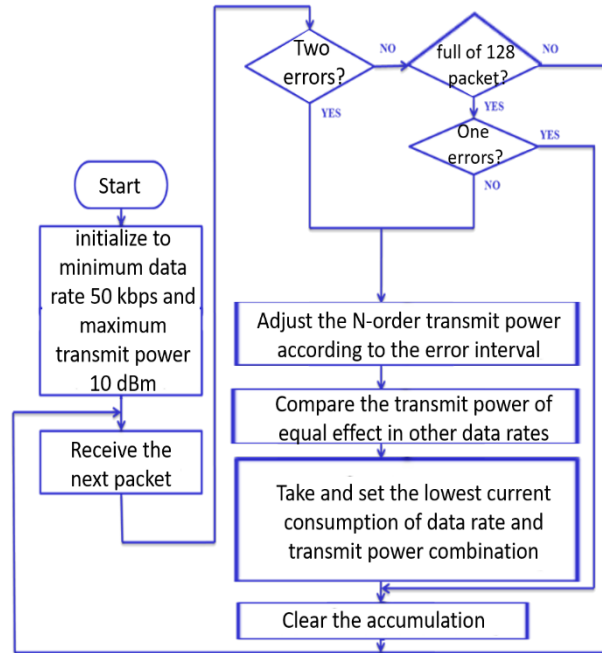 Start
initialize to
minimum data
rate 50 kbps and
maximum
transmit power
10 dBm
Receive the
next packet
Two
errors?
NO
YES
full of 128
packet?
NO
YES
One
errors?
YES
NO
Adjust the N-order transmit power
according to the error interval
Compare the transmit power of
equal effect in other data rates
Take and set the lowest current
consumption of data rate and
transmit power combination
Clear the accumulation